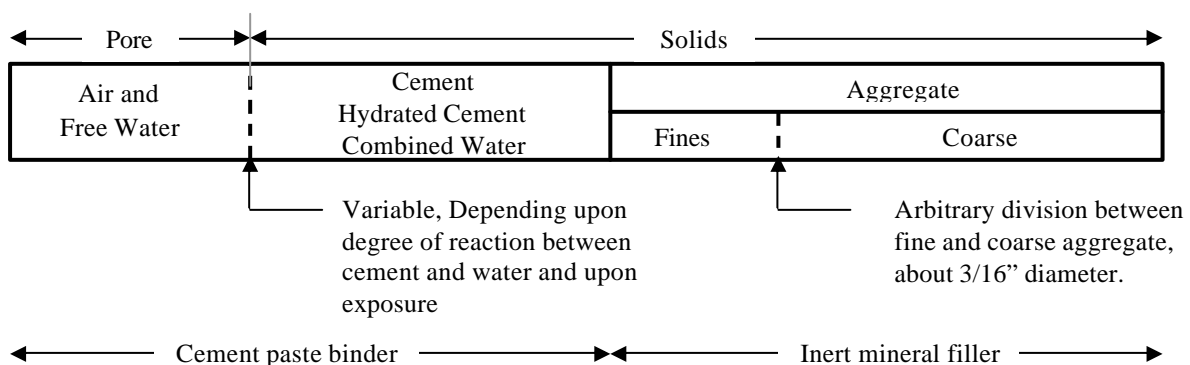 Pore
Solids
Air and
Free Water
Cement
Hydrated Cement
Combined Water
Aggregate
Fines
Coarse
Variable, Depending upon
degree of reaction between
cement and water and upon
exposure
Arbitrary division between
fine and coarse aggregate,
about 3/16” diameter.
Cement paste binder
Inert mineral filler